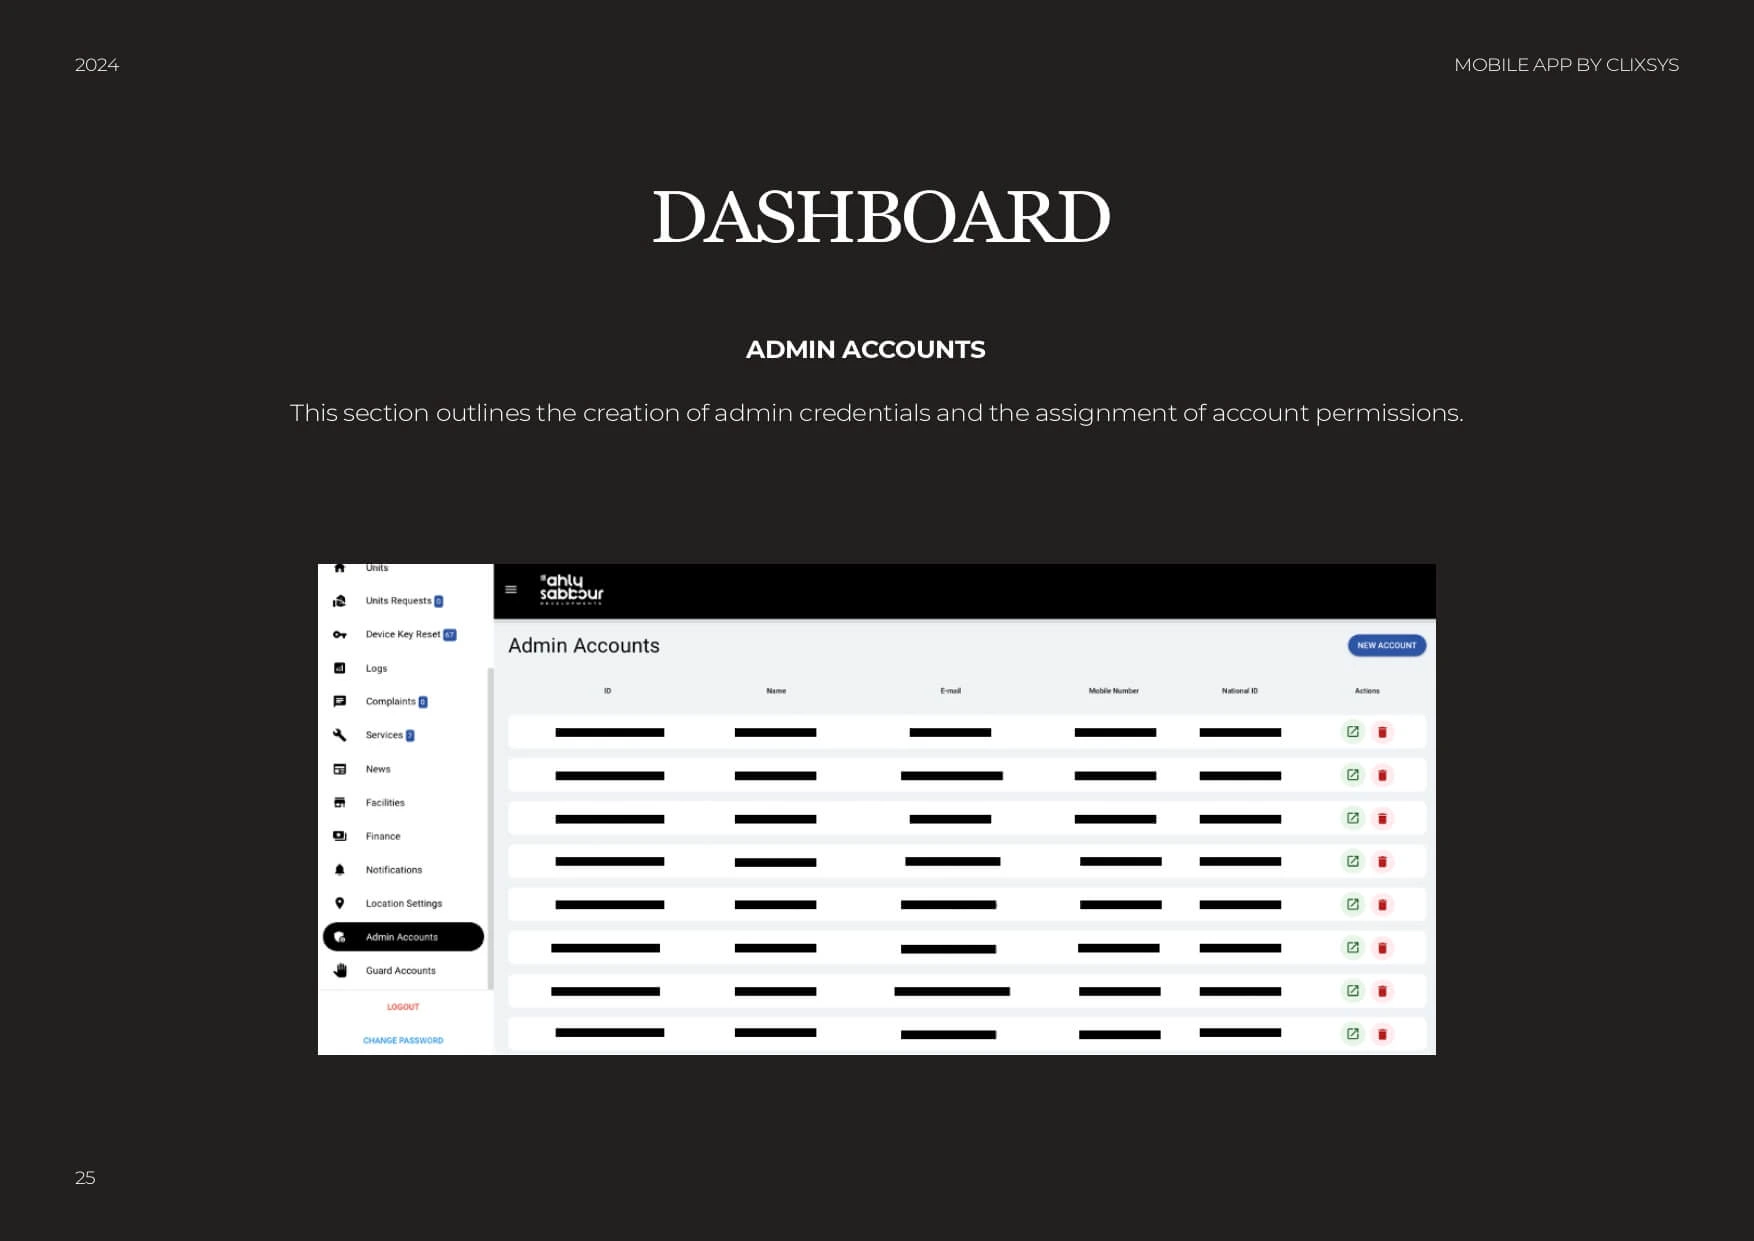 2024
MOBILE APP BY CLIXSYS
DASHBOARD
ADMIN ACCOUNTS
This section outlines the creation of admin credentials and the assignment of account permissions.
Units
Units Requests 0
Device Key Reset 67
Logs
Complaints 0
Services
News
Facilities
Finance
Notifications
Location Settings
Admin Accounts
Guard Accounts
LOGOUT
CHANGE PASSWORD
ahly
sabbour
DEVELOPMENTS
Admin Accounts
NEW ACCOUNT
ID Name E-mail Mobile Number National ID Actions
25